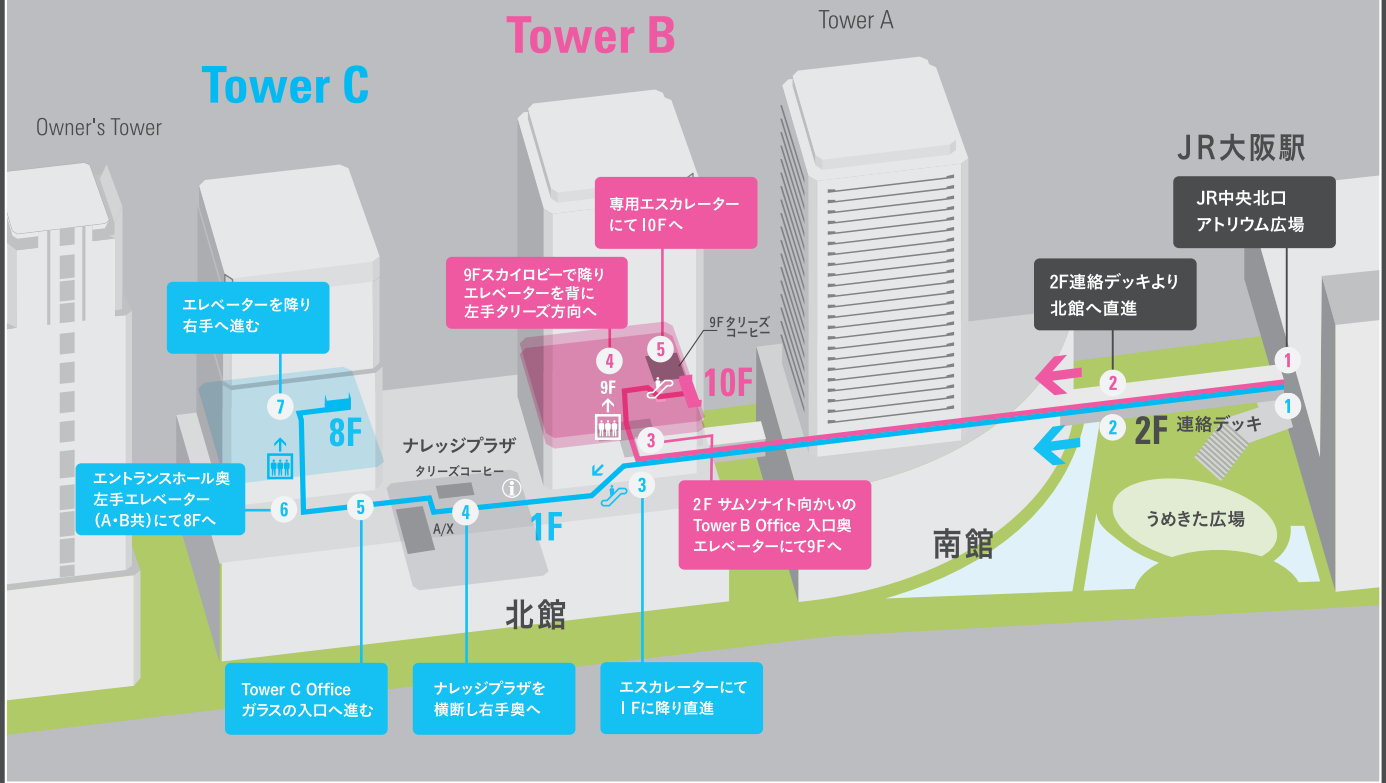 Tower B
Tower A
Tower C
Owner's Tower
JR大阪駅
JR中央北口
アトリウム広場
専用エスカレーター
にて10Fへ
9Fスカイロビーで降り
エレベーターを背に
左手タリーズ方向へ
2F連絡デッキより
北館へ直進
エレベーターを降り
右手へ進む
9Fタリーズ
コーヒー
5
4
9F
10F
1
2
1
2
2F 連絡デッキ
7
8F
3
ナレッジプラザ
タリーズコーヒー
エントランスホール奥
左手エレベーター
（A・B共）にて8Fへ
6
5
4
A/X
i
1F
3
2F サムソナイト向かいの
Tower B Office 入口奥
エレベーターにて9Fへ
うめきた広場
南館
北館
Tower C Office
ガラスの入口へ進む
ナレッジプラザを
横断し右手奥へ
エスカレーターにて
1Fに降り直進